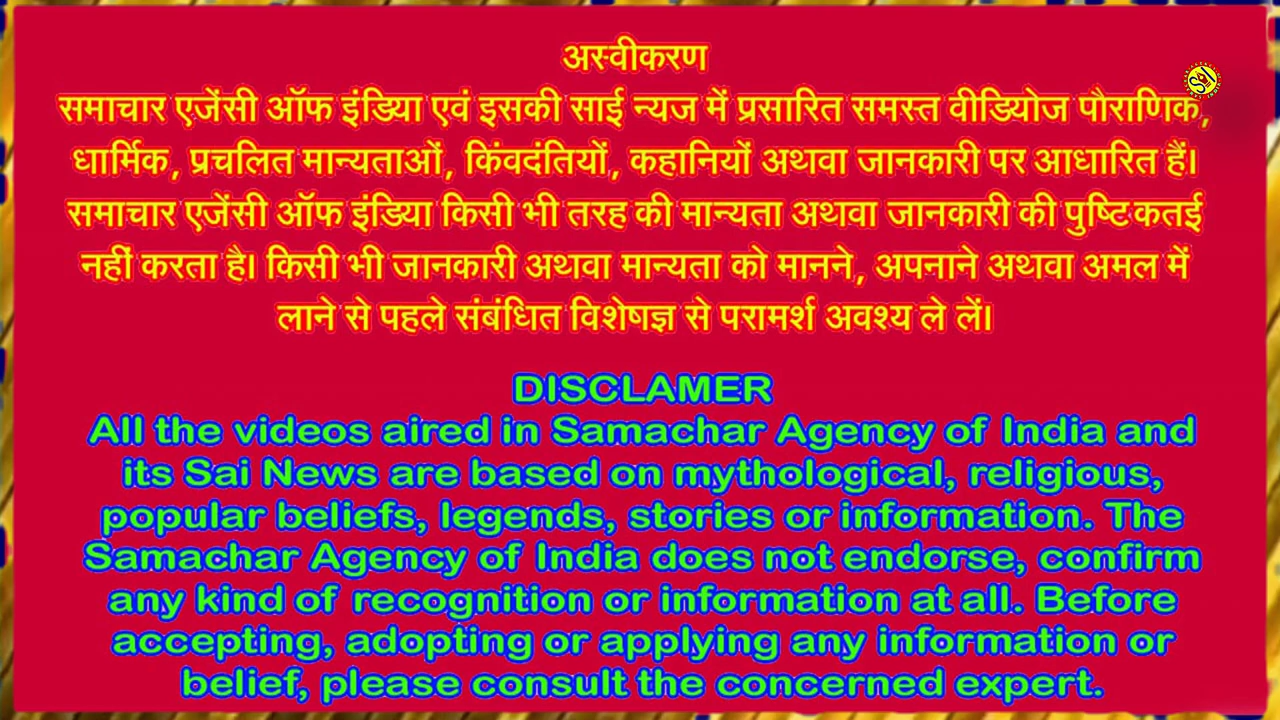 अस्वीकरण
समाचार एजेंसी ऑफ इंडिया एवं इसकी साई न्यज में प्रसारित समस्त वीडियोज पौराणिक,
धार्मिक, प्रचलित मान्यताओं, किंवदंतियों, कहानियों अथवा जानकारी पर आधारित हैं।
समाचार एजेंसी ऑफ इंडिया किसी भी तरह की मान्यता अथवा जानकारी की पुष्टि कतई
नहीं करता है। किसी भी जानकारी अथवा मान्यता को मानने, अपनाने अथवा अमल में
लाने से पहले संबंधित विशेषज्ञ से परामर्श अवश्य ले लें।
DISCLAMER
All the videos aired in Samachar Agency of India and
its Sai News are based on mythological, religious,
popular beliefs, legends, stories or information. The
Samachar Agency of India does not endorse, confirm
any kind of recognition or information at all. Before
accepting, adopting or applying any information or
belief, please consult the concerned expert.